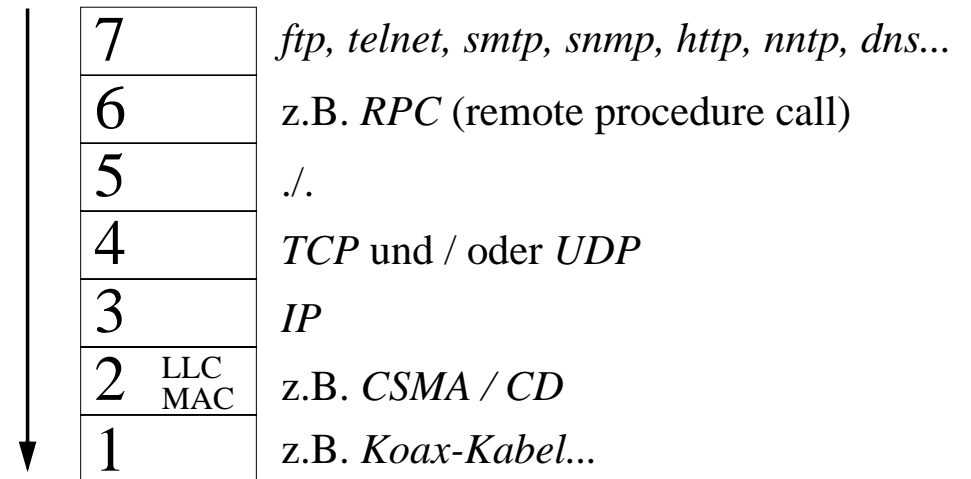 7 ftp, telnet, smtp, snmp, http, nntp, dns...
6 z.B. RPC (remote procedure call)
5 ./.
4 TCP und / oder UDP
3 IP
2 LLC MAC z.B. CSMA / CD
1 z.B. Koax-Kabel...